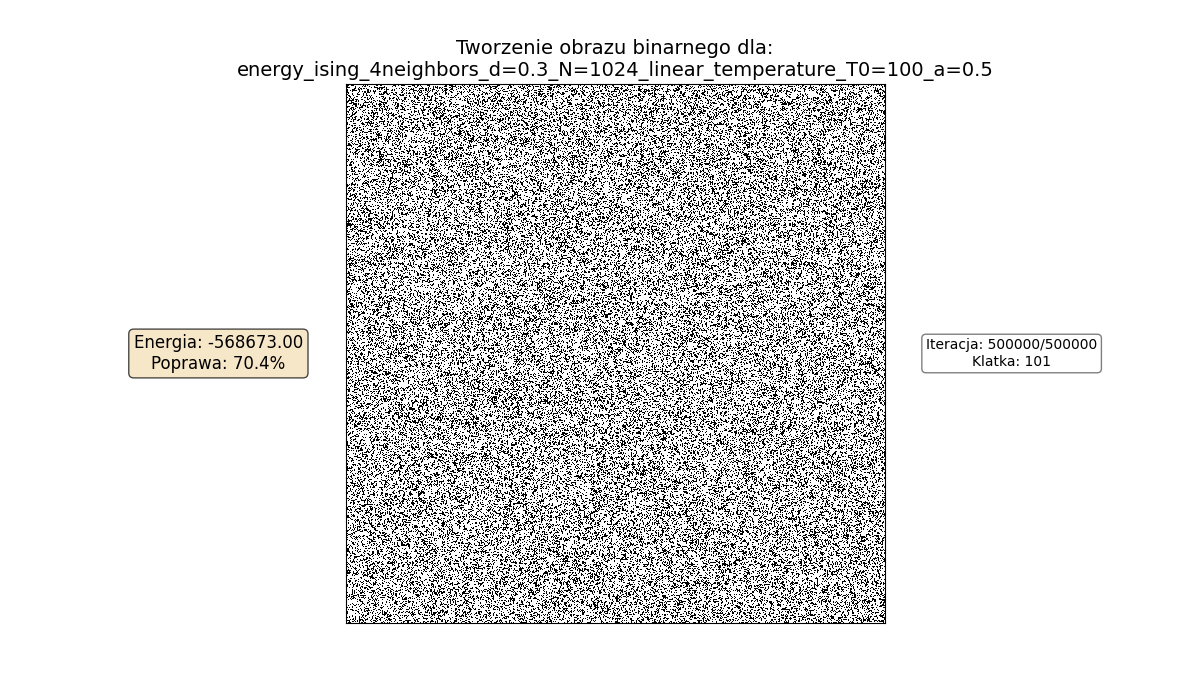 Tworzenie obrazu binarnego dla:
energy_ising_4neighbors_d=0.3_N=1024_linear_temperature_T0=100_a=0.5
Energia: -568673.00
Poprawa: 70.4%
Iteracja: 500000/500000
Klatka: 101